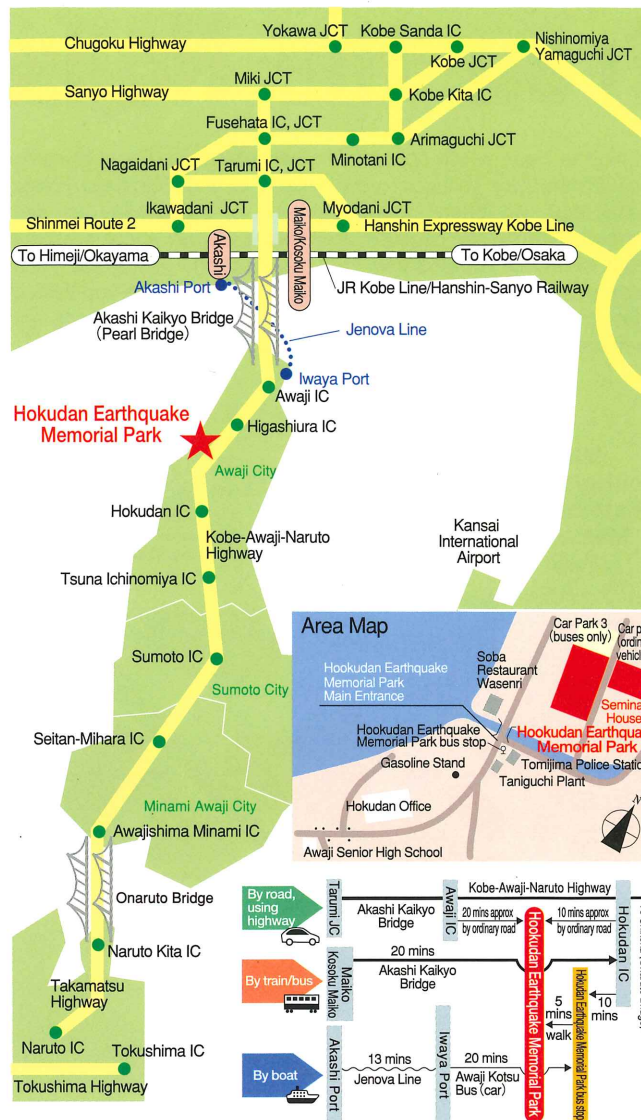 Yokawa JCT
Kobe Sanda IC
Nishinomiya
Yamaguchi JCT
Chugoku Highway
Kobe JCT
Miki JCT
Sanyo Highway
Kobe Kita IC
Fusehata IC, JCT
Minotani IC
Arimaguchi JCT
Nagaidani JCT
Tarumi IC, JCT
Ikawadani JCT
Myodani JCT
Shinmei Route 2
Hanshin Expressway Kobe Line
To Himeji/Okayama
Akashi
Maiko/Kosoku Maiko
To Kobe/Osaka
JR Kobe Line/Hanshin-Sanyo Railway
Akashi Port
Akashi Kaikyo Bridge
(Pearl Bridge)
Jenova Line
Iwaya Port
Awaji IC
Hokudan Earthquake
Memorial Park
Higashiura IC
Awaji City
Hokudan IC
Kobe-Awaji-Naruto
Highway
Kansai
International
Airport
Tsuna Ichinomiya IC
Sumoto IC
Sumoto City
Seitan-Mihara IC
Minami Awaji City
Awajishima Minami IC
Onaruto Bridge
Naruto Kita IC
Takamatsu
Highway
Naruto IC
Tokushima IC
Tokushima Highway
Area Map
Car Park 3
(buses only)
Car p
(ordin
vehicl
Soba
Restaurant
Wasenri
Hookudan Earthquake
Memorial Park
Main Entrance
Semina
House
Hookudan Earthqua
Memorial Park
Hookudan Earthquake
Memorial Park bus stop
Tomijima Police Statio
Gasoline Stand
Taniguchi Plant
Hokudan Office
Awaji Senior High School
N
By road,
using
highway
Tarumi JC
Akashi Kaikyo
Bridge
Awaji IC
Kobe-Awaji-Naruto Highway
20 mins approx
by ordinary road
10 mins approx
by ordinary road
Hokudan IC
Hookudan Earthquake Memorial Park
By train/bus
Maiko
Kosoku Maiko
20 mins
Akashi Kaikyo
Bridge
5
mins
walk
10
mins
Hokudan Earthquake Memorial Park bus stop
By boat
Akashi Port
13 mins
Jenova Line
Iwaya Port
20 mins
Awaji Kotsu
Bus (car)